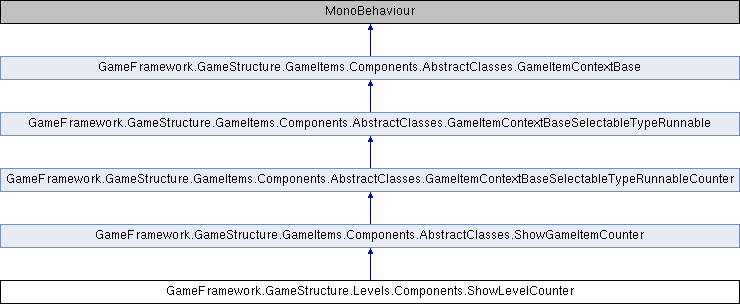 MonoBehaviour
GameFramework.GameStructure.GameItems.Components.AbstractClasses.GameItemContextBase
GameFramework.GameStructure.GameItems.Components.AbstractClasses.GameItemContextBaseSelectableTypeRunnable
GameFramework.GameStructure.GameItems.Components.AbstractClasses.GameItemContextBaseSelectableTypeRunnableCounter
GameFramework.GameStructure.GameItems.Components.AbstractClasses.ShowGameItemCounter
GameFramework.GameStructure.Levels.Components.ShowLevelCounter